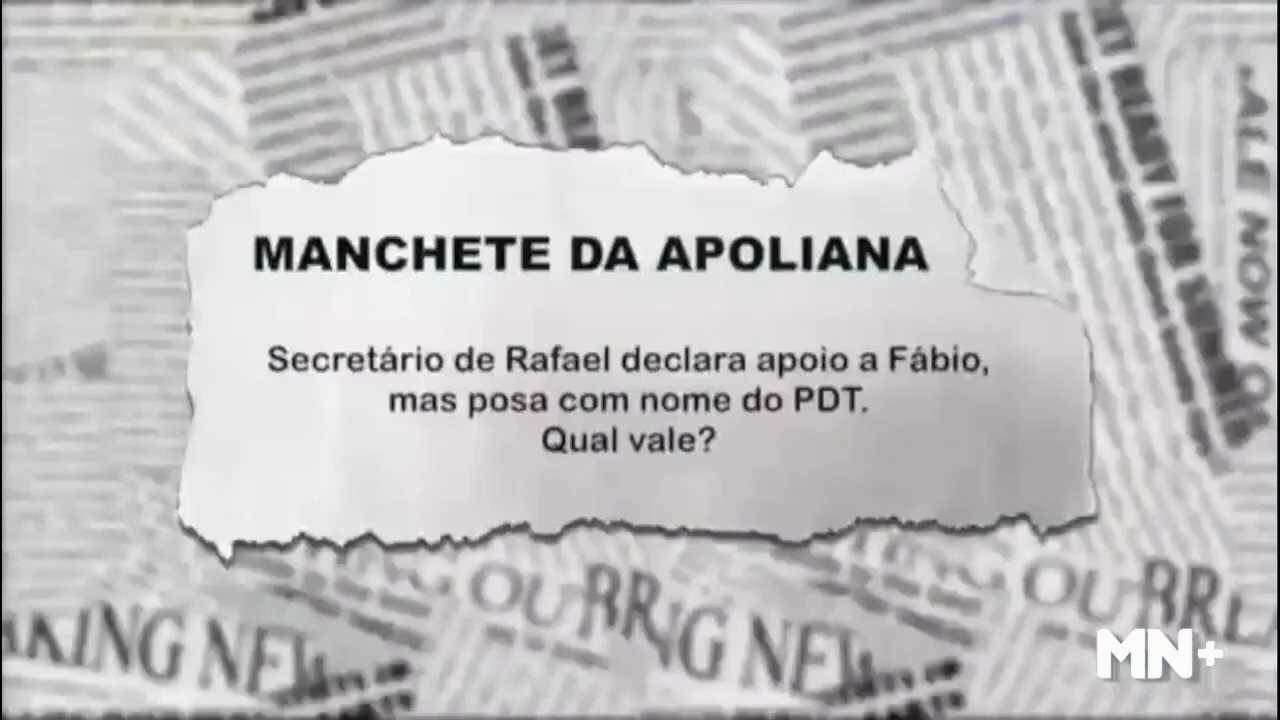 MANCHETE DA APOLIANA
Secretário de Rafael declara apoio a Fábio,
mas posa com nome do PDT.
Qual vale?
MN+